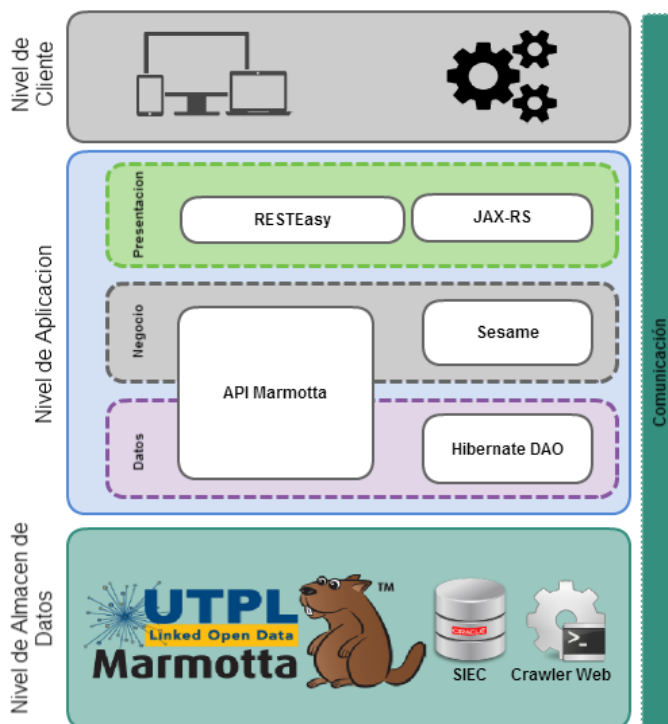 Nivel de
Cliente
Nivel de Aplicacion
Presentacion
RESTEasy
JAX-RS
Negocio
Sesame
API Marmotta
Datos
Hibernate DAO
Nivel de Almacen de
Datos
UTPL
Linked Open Data
Marmotta
TM
ORACLE
>_
SIEC
Crawler Web
Comunicación